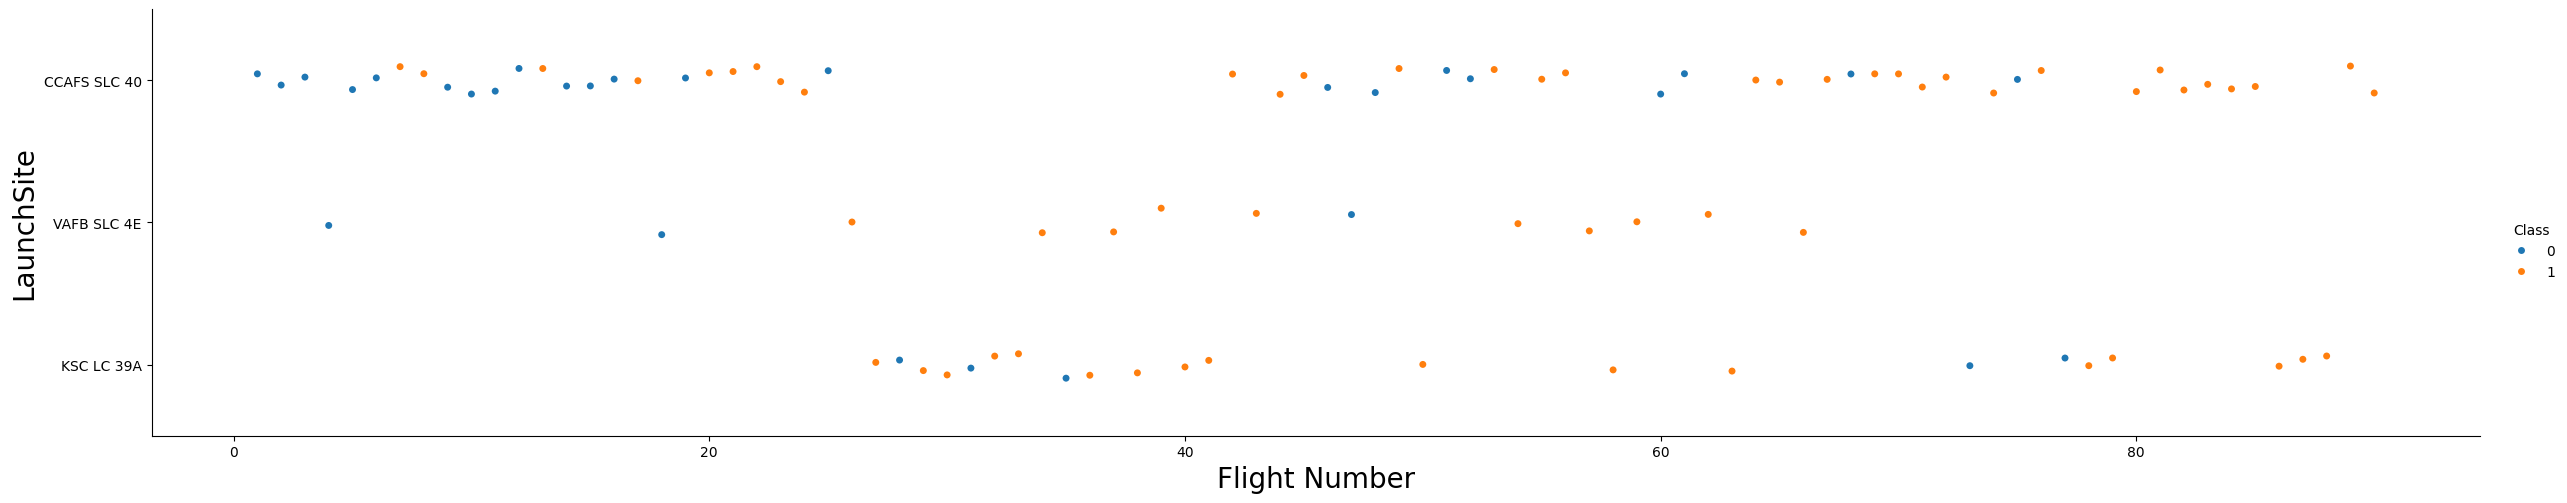 CCAFS SLC 40
VAFB SLC 4E
KSC LC 39A
LaunchSite
0 20 40 60 80
Flight Number
Class
0
1